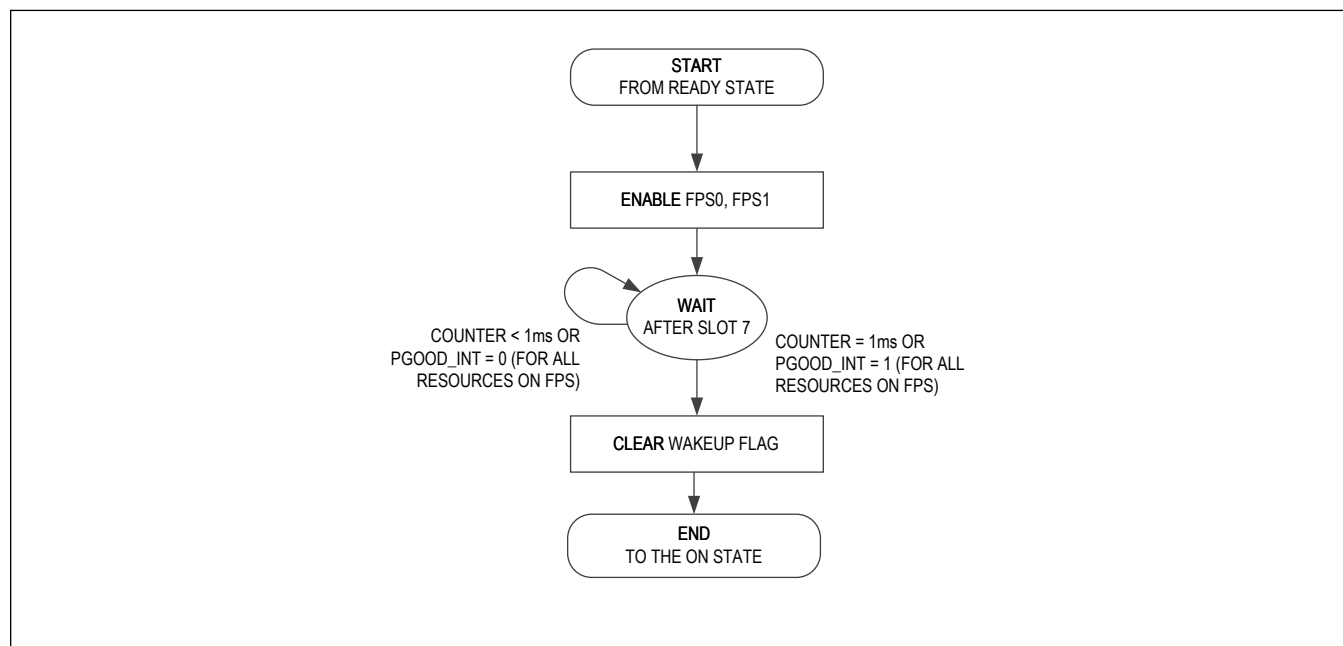 START
FROM READY STATE
ENABLE FPS0, FPS1
WAIT
AFTER SLOT 7
COUNTER < 1ms OR
PGOOD_INT = 0 (FOR ALL
RESOURCES ON FPS)
COUNTER = 1ms OR
PGOOD_INT = 1 (FOR ALL
RESOURCES ON FPS)
CLEAR WAKEUP FLAG
END
TO THE ON STATE